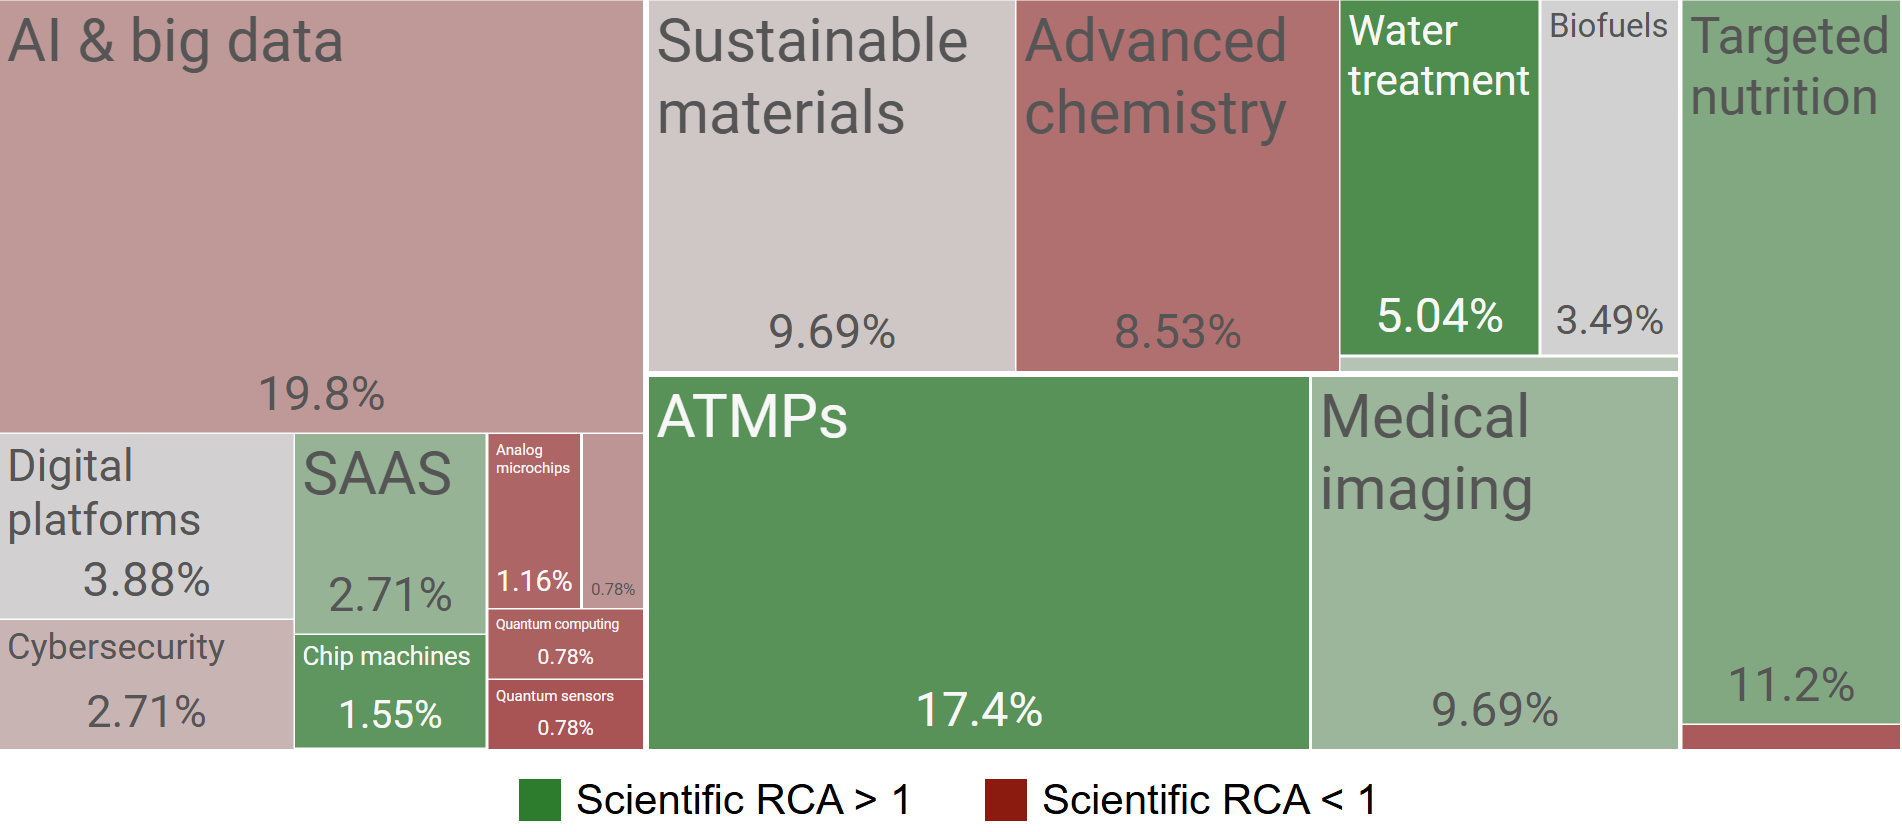 AI & big data
19.8%
Digital
platforms
3.88%
Cybersecurity
2.71%
SAAS
2.71%
Chip machines
1.55%
Analog
microchips
1.16%
0.78%
Quantum computing
0.78%
Quantum sensors
0.78%
Sustainable
materials
9.69%
Advanced
chemistry
8.53%
Water
treatment
5.04%
Biofuels
3.49%
ATMPs
17.4%
Medical
imaging
9.69%
Targeted
nutrition
11.2%
Scientific RCA > 1
Scientific RCA < 1